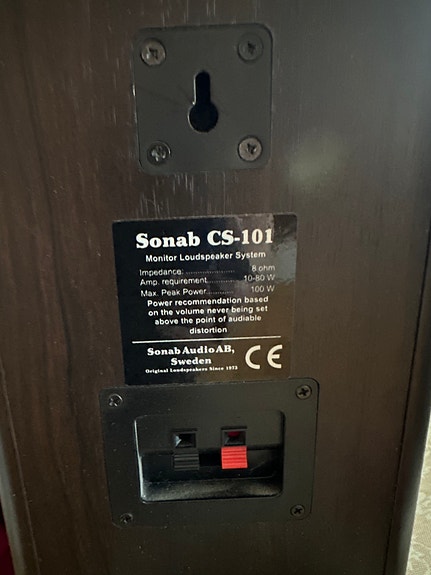 Sonab CS-101
Monitor Loudspeaker System
Impedance: ........................ 8 ohm
Amp. requirement............ 10-80 W
Max. Peak Power............. 100 W
Power recommendation based
on the volume never being set
above the point of audiable
distortion
Sonab Audio AB,
Sweden
Original Loudspeakers Since 1972
CE